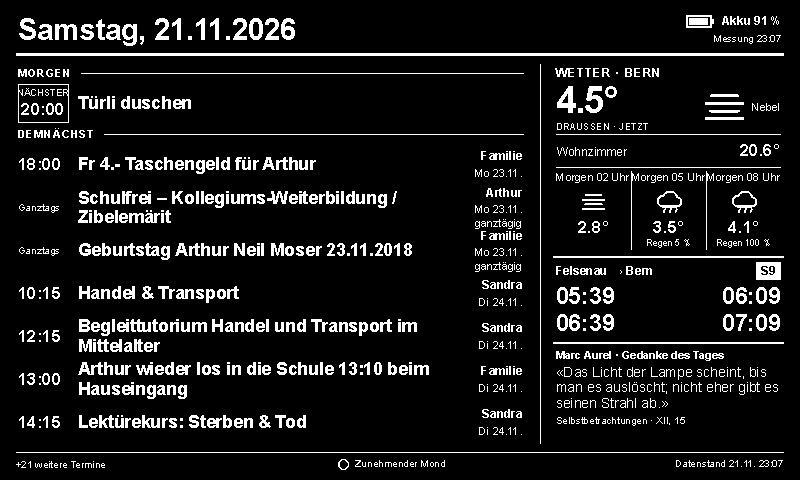 Samstag, 21.11.2026
Akku 91 %
Messung 23:07
MORGEN
NÄCHSTER
20:00
Türli duschen
DEMNÄCHST
18:00
Fr 4.- Taschengeld für Arthur
Familie
Mo 23.11.
Ganztags
Schulfrei – Kollegiums-Weiterbildung /
Zibelemärit
Arthur
Mo 23.11.
ganztägig
Ganztags
Geburtstag Arthur Neil Moser 23.11.2018
Familie
Mo 23.11.
ganztägig
10:15
Handel & Transport
Sandra
Di 24.11.
12:15
Begleittutorium Handel und Transport im
Mittelalter
Sandra
Di 24.11.
13:00
Arthur wieder los in die Schule 13:10 beim
Hauseingang
Familie
Di 24.11.
14:15
Lektürekurs: Sterben & Tod
Sandra
Di 24.11.
WETTER · BERN
4.5°
Nebel
DRAUSSEN · JETZT
Wohnzimmer
20.6°
Morgen 02 Uhr
2.8°
Morgen 05 Uhr
3.5°
Regen 5 %
Morgen 08 Uhr
4.1°
Regen 100 %
Felsenau → Bern
S9
05:39 06:09
06:39 07:09
Marc Aurel · Gedanke des Tages
«Das Licht der Lampe scheint, bis
man es auslöscht; nicht eher gibt es
seinen Strahl ab.»
Selbstbetrachtungen · XII, 15
+21 weitere Termine
Zunehmender Mond
Datenstand 21.11. 23:07